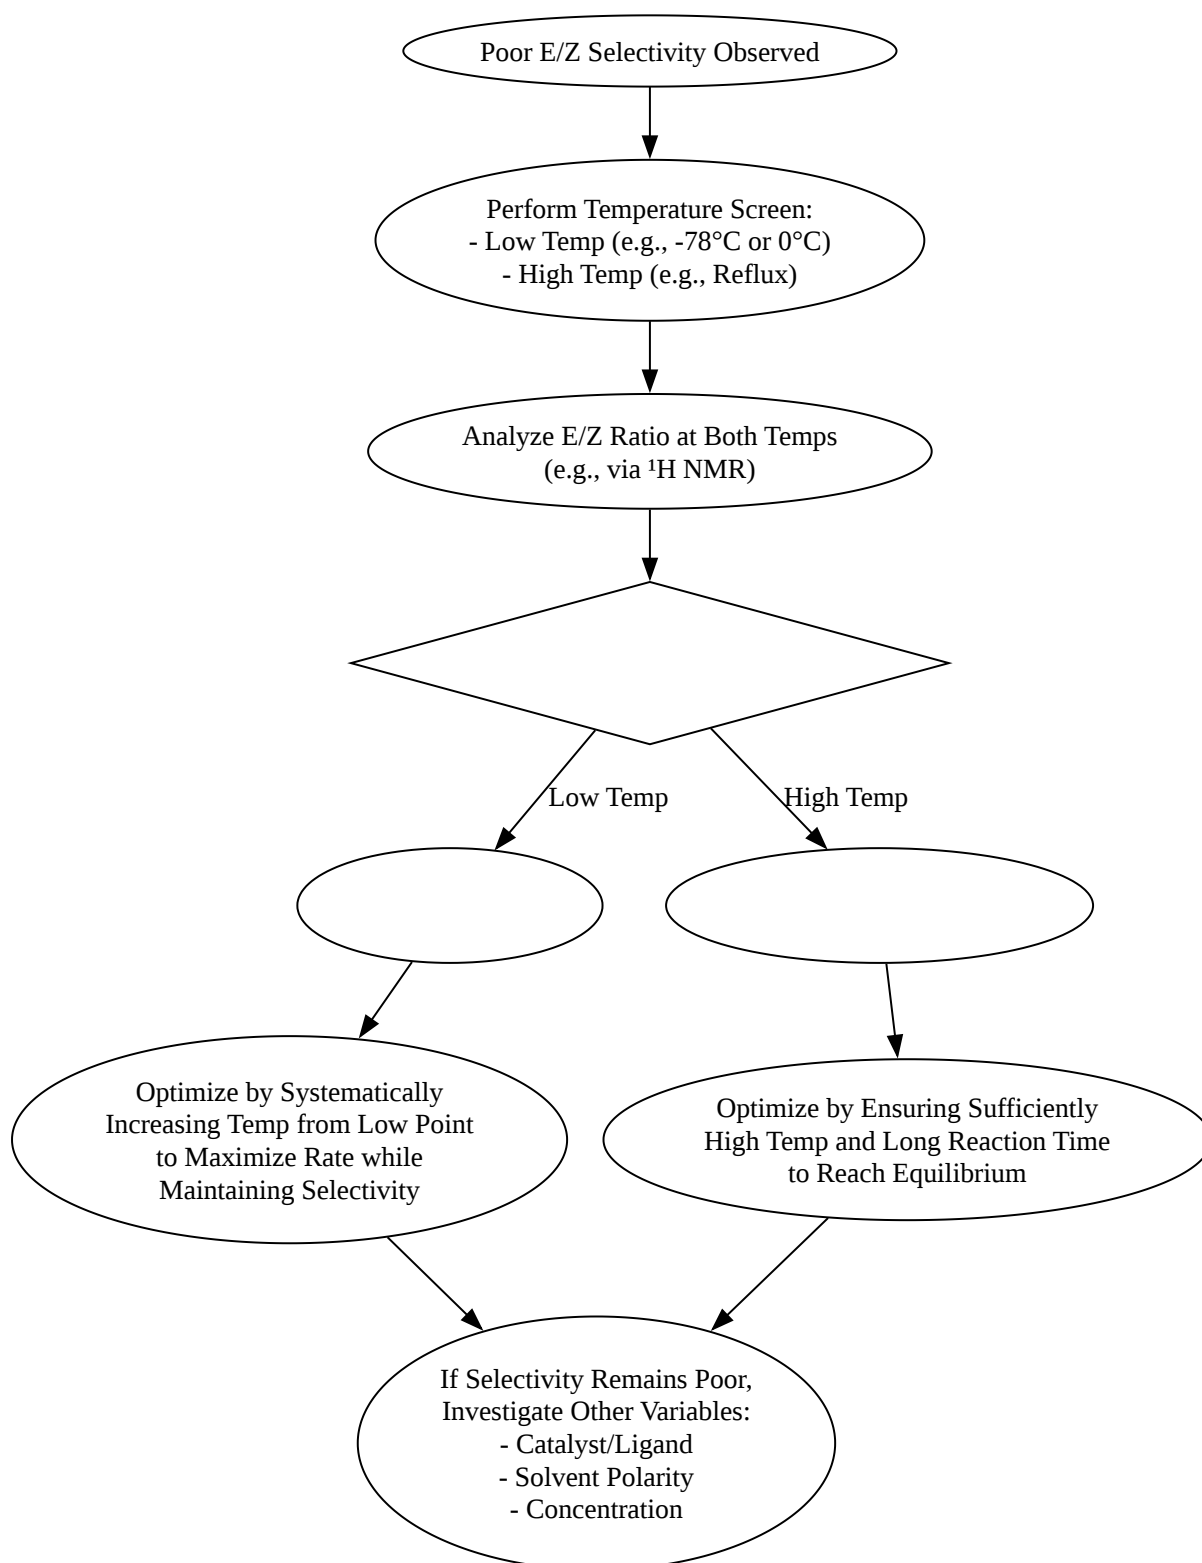 Poor E/Z Selectivity Observed
Perform Temperature Screen:
- Low Temp (e.g., -78°C or 0°C)
- High Temp (e.g., Reflux)
Analyze E/Z Ratio at Both Temps
(e.g., via ¹H NMR)
Low Temp
High Temp
Optimize by Systematically
Increasing Temp from Low Point
to Maximize Rate while
Maintaining Selectivity
Optimize by Ensuring Sufficiently
High Temp and Long Reaction Time
to Reach Equilibrium
If Selectivity Remains Poor,
Investigate Other Variables:
- Catalyst/Ligand
- Solvent Polarity
- Concentration